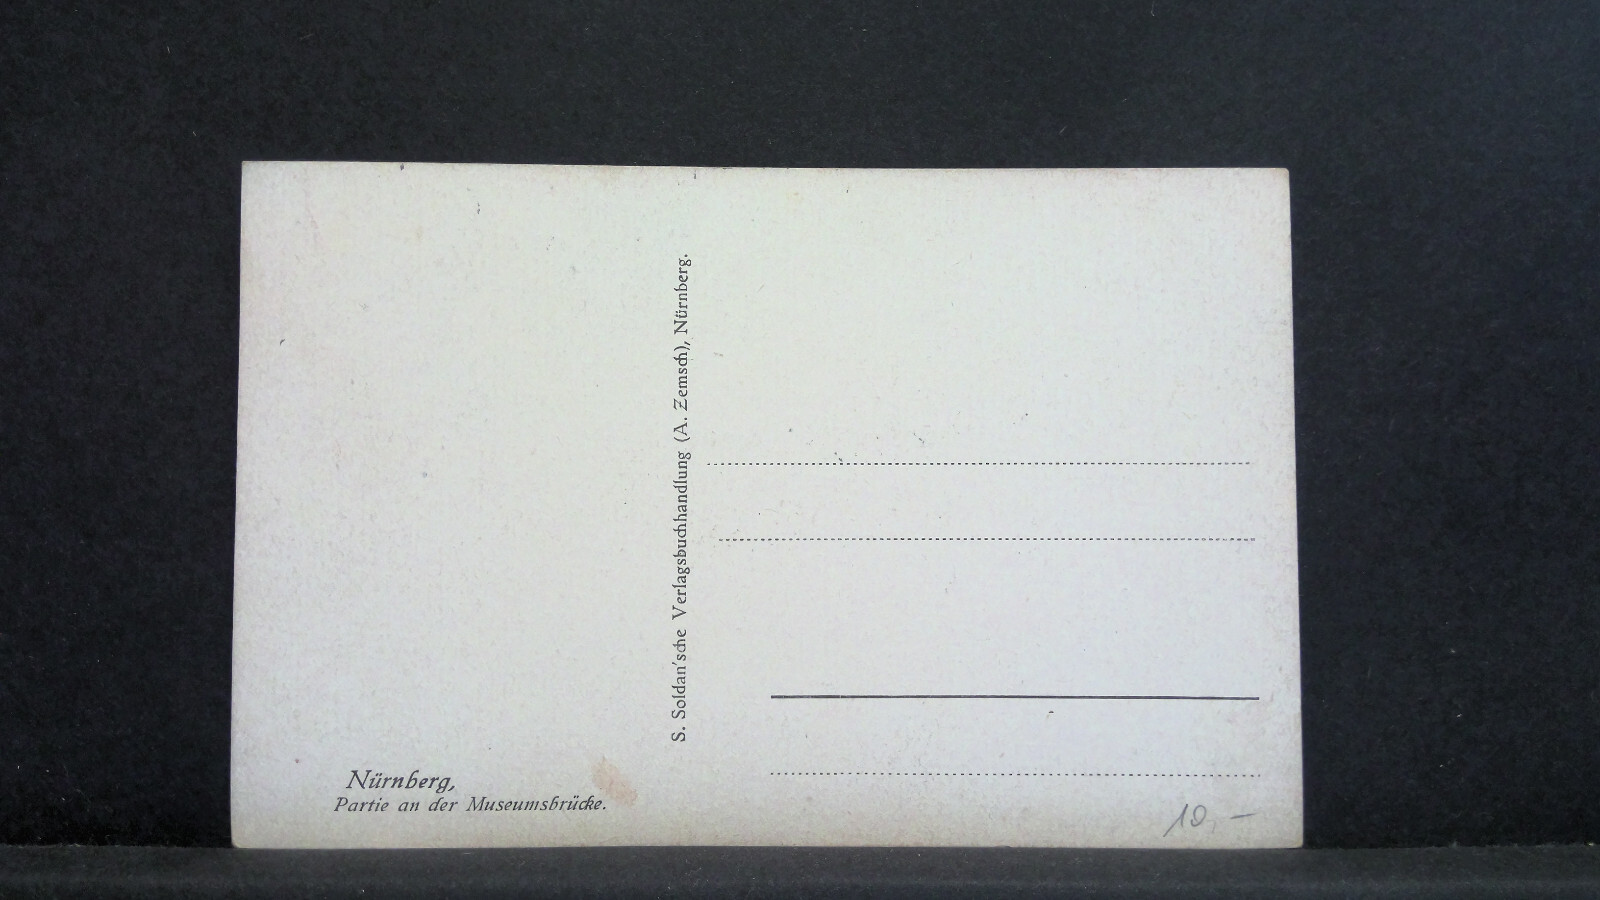 S. Soldan'sche Verlagsbuchhandlung (A. Zemsch), Nürnberg.
Nürnberg,
Partie an der Museumsbrücke.
10,–